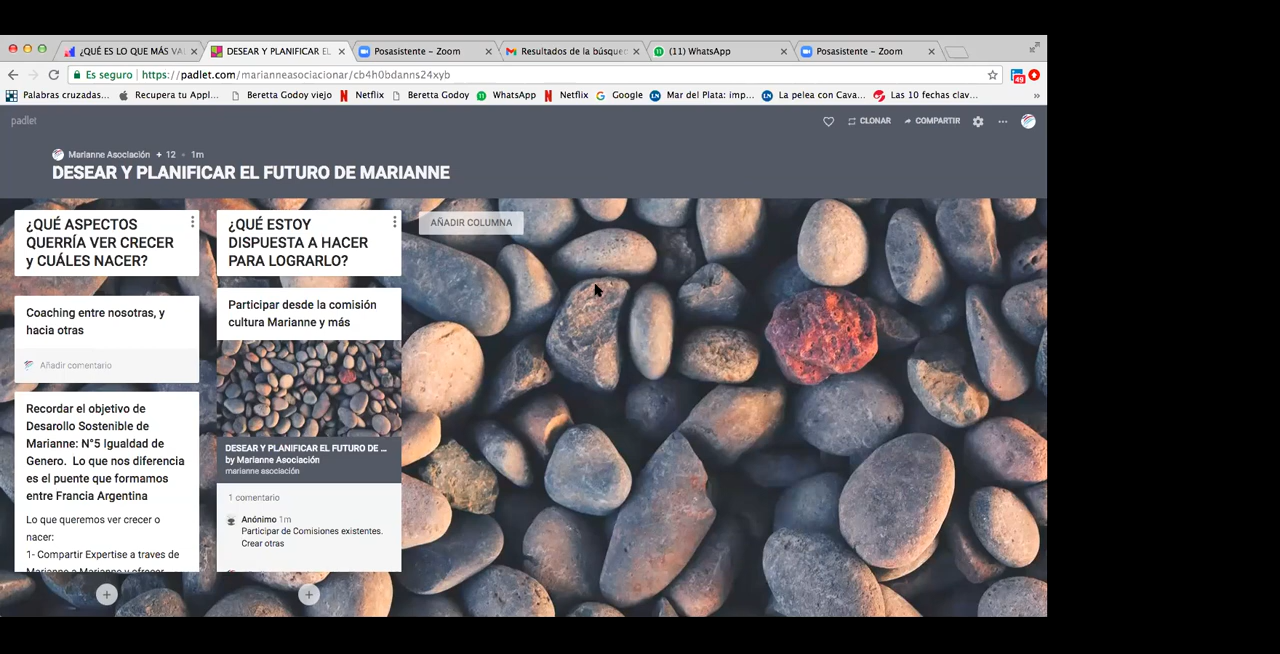 ¿QUÉ ES LO QUE MÁS VA
DESEAR Y PLANIFICAR EL
Posasistente – Zoom
Resultados de la búsquec
(11) WhatsApp
Posasistente – Zoom
Es seguro
https://padlet.com/marianneasociacionar/cb4h0bdanns24xyb
49
Palabras cruzadas...
Recupera tu Appl...
Beretta Godoy viejo
Netflix
Beretta Godoy
WhatsApp
Netflix
Google
Mar del Plata: imp...
La pelea con Cava...
Las 10 fechas clav...
»
padlet
CLONAR
COMPARTIR
Marianne Asociación + 12 • 1m
DESEAR Y PLANIFICAR EL FUTURO DE MARIANNE
¿QUÉ ASPECTOS
QUERRÍA VER CRECER
y CUÁLES NACER?
Coaching entre nosotras, y
hacia otras
Añadir comentario
Recordar el objetivo de
Desarollo Sostenible de
Marianne: N°5 Igualdad de
Genero. Lo que nos diferencia
es el puente que formamos
entre Francia Argentina
Lo que queremos ver crecer o
nacer:
1- Compartir Expertise a traves de
Marianne a Marianne y ofrecer
¿QUÉ ESTOY
DISPUESTA A HACER
PARA LOGRARLO?
Participar desde la comisión
cultura Marianne y más
DESEAR Y PLANIFICAR EL FUTURO DE ...
by Marianne Asociación
marianne asociación
1 comentario
Anónimo 1m
Participar de Comisiones existentes.
Crear otras
AÑADIR COLUMNA